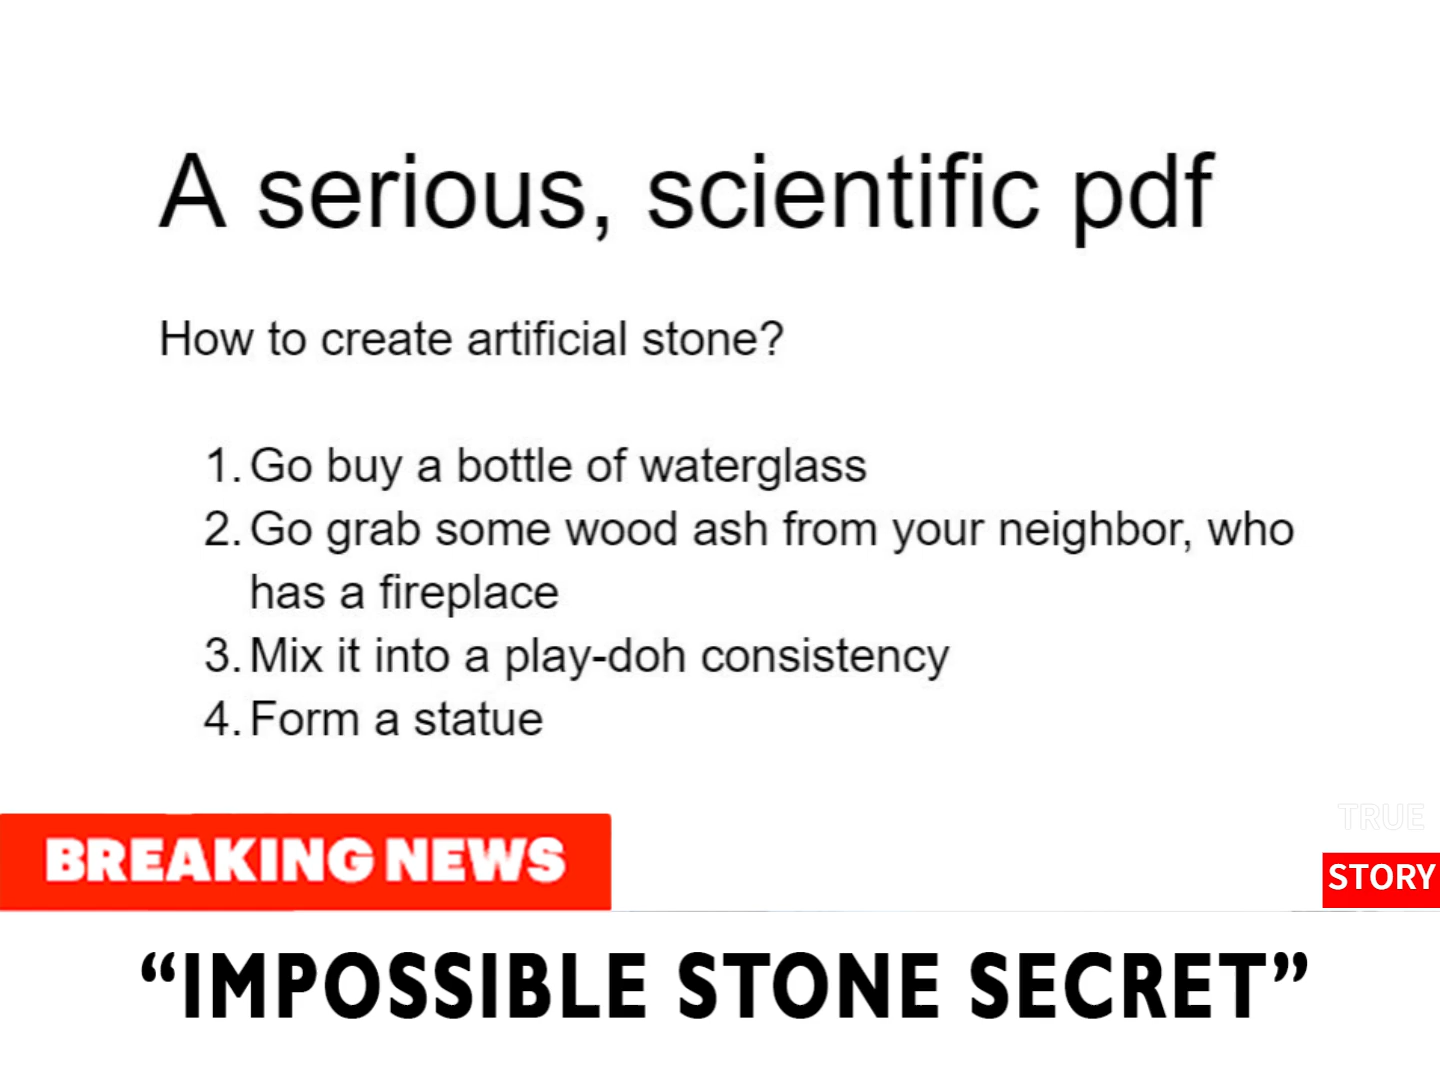 A serious, scientific pdf
How to create artificial stone?
1. Go buy a bottle of waterglass
2. Go grab some wood ash from your neighbor, who
has a fireplace
3. Mix it into a play-doh consistency
4. Form a statue
TRUE
BREAKING NEWS
STORY
“IMPOSSIBLE STONE SECRET”